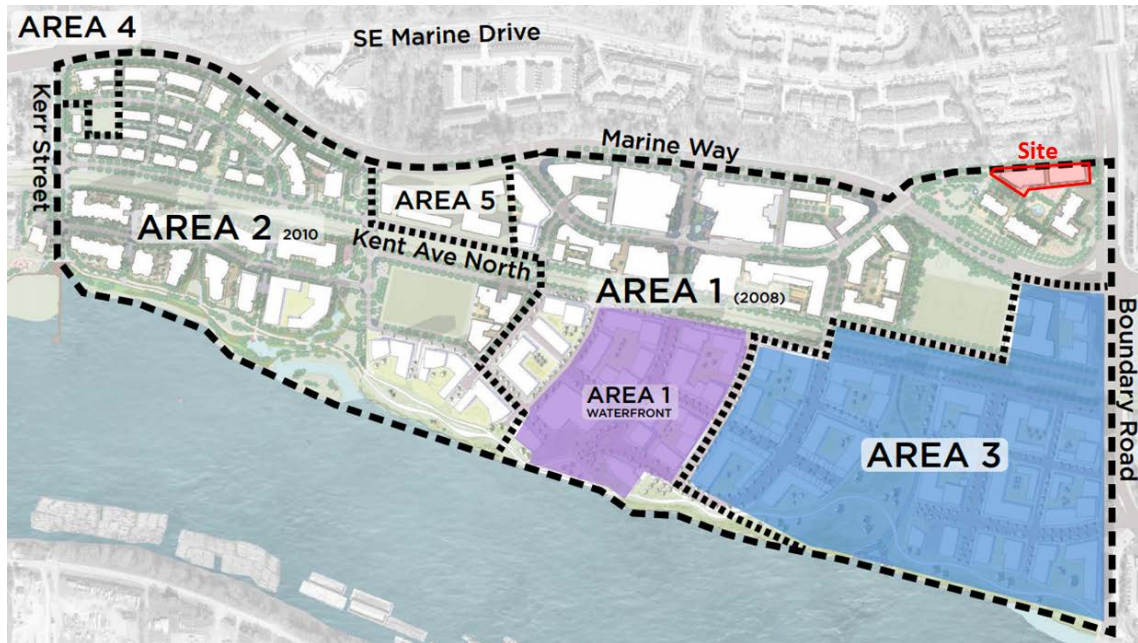 AREA 4
SE Marine Drive
Kerr Street
Marine Way
Site
AREA 5
AREA 2 2010
Kent Ave North
AREA 1 (2008)
AREA 1
WATERFRONT
AREA 3
Boundary Road